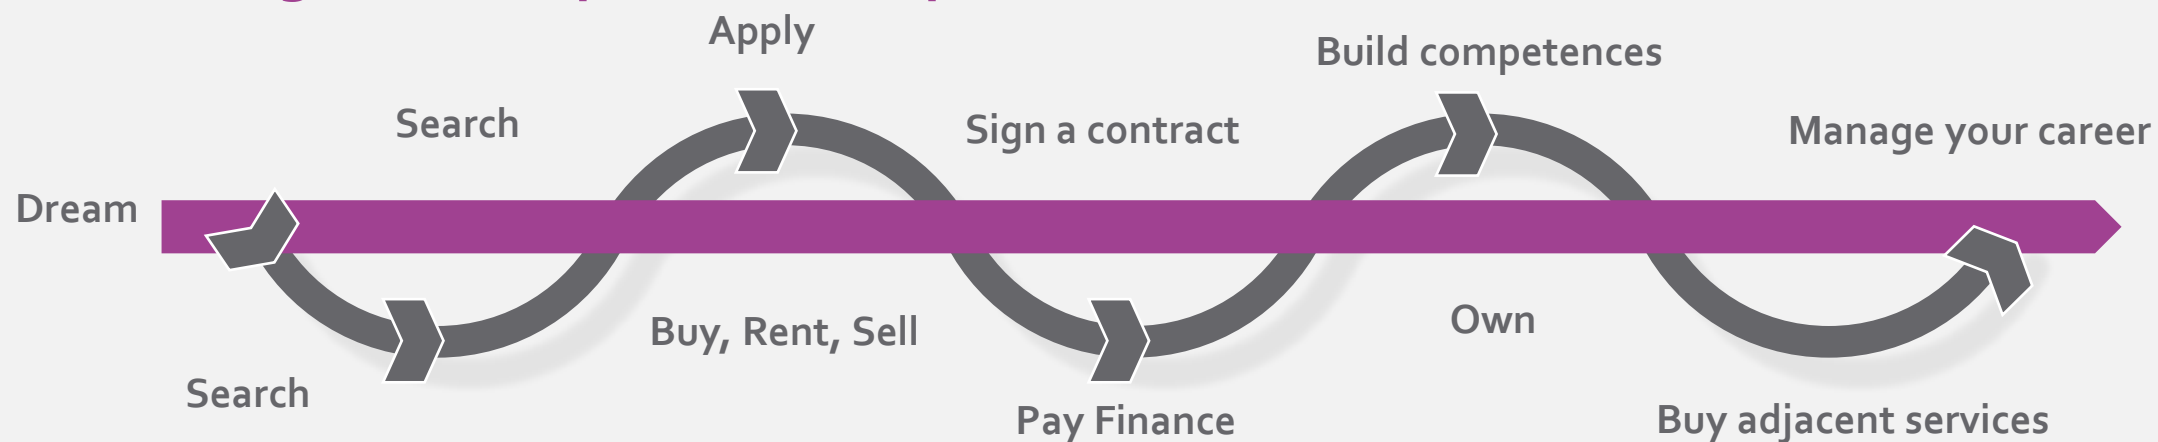 Apply
Build competences
Search
Sign a contract
Manage your career
Dream
Buy, Rent, Sell
Own
Search
Pay Finance
Buy adjacent services